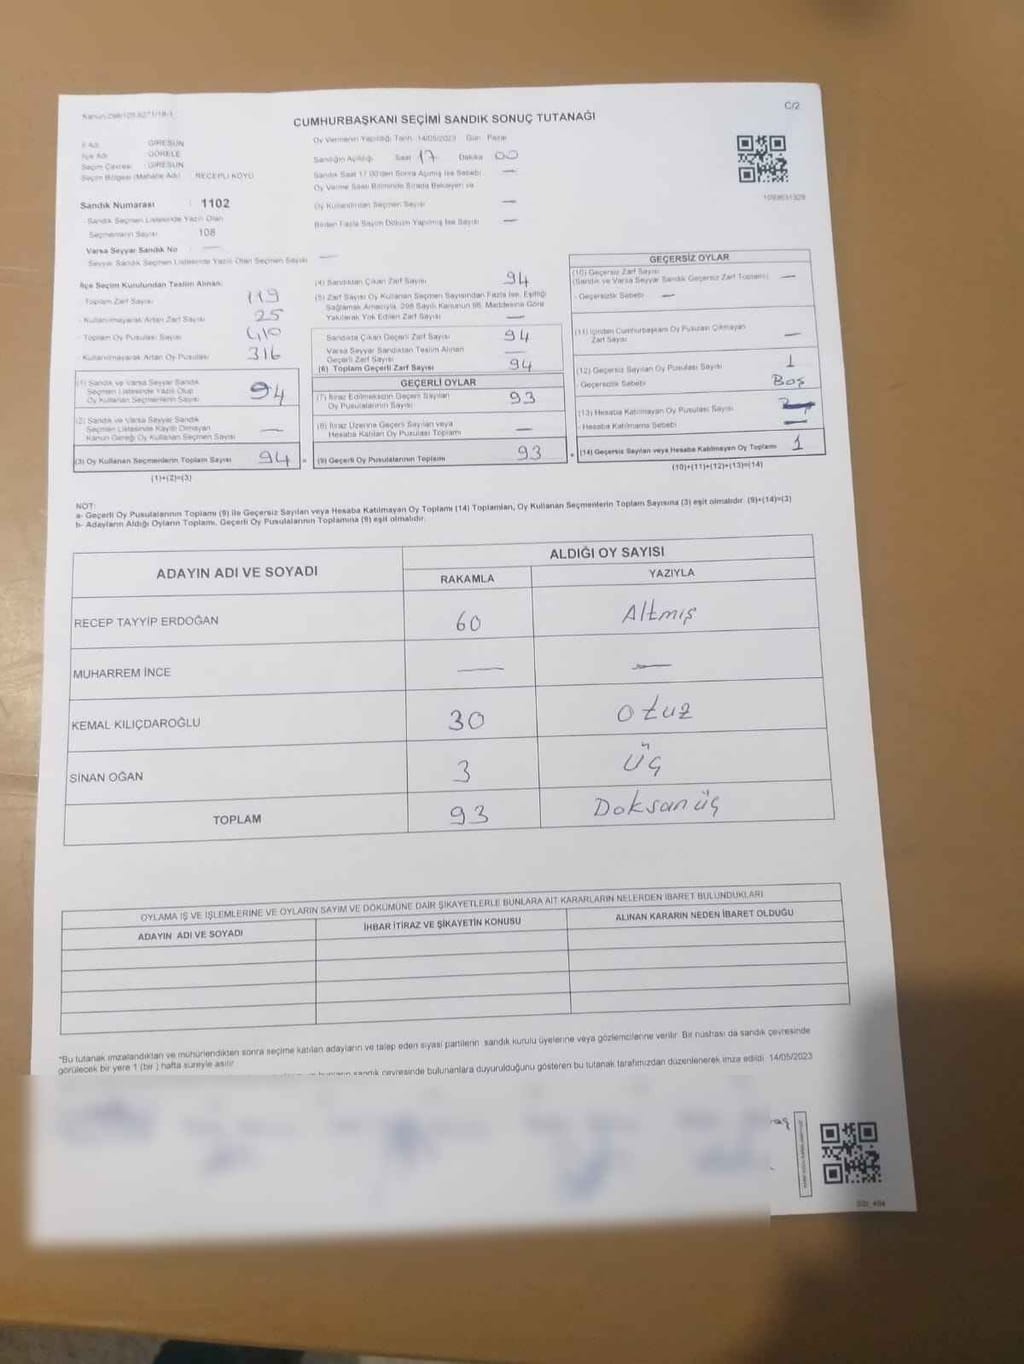 CUMHURBAŞKANI SEÇİMİ SANDIK SONUÇ TUTANAĞI
C/2
Oy Vermenin Yapıldığı Tarih 14/05/2023 Gün Pazar
İl Adı GİRESUN
İlçe Adı GÖRELE
Seçim Çevresi GİRESUN
Seçim Bölgesi (Mahalle Adı) RECEPLİ KÖYÜ
Sandığın Açıldığı Saat 17 Dakika 00
Sandık Saat 17.00'den Sonra Açılmış İse Sebebi —
Oy Verme Saati Bitiminde Sırada Bekleyen ve
Oy Kullandırılan Seçmen Sayısı —
Birden Fazla Sayım Döküm Yapılmış İse Sayısı —
Sandık Numarası : 1102
Sandık Seçmen Listesinde Yazılı Olan
Seçmenlerin Sayısı 108
Varsa Seyyar Sandık No —
Seyyar Sandık Seçmen Listesinde Yazılı Olan Seçmen Sayısı —
İlçe Seçim Kurulundan Teslim Alınan:
- Toplam Zarf Sayısı 119
- Kullanılmayarak Artan Zarf Sayısı 25
- Toplam Oy Pusulası Sayısı
- Kullanılmayarak Artan Oy Pusulası 316
(1) Sandık ve Varsa Seyyar Sandık
Seçmen Listesinde Yazılı Olup
Oy Kullanan Seçmenlerin Sayısı 94
(2) Sandık ve Varsa Seyyar Sandık
Seçmen Listesinde Kayıtlı Olmayan
Kanun Gereği Oy Kullanan Seçmen Sayısı —
(3) Oy Kullanan Seçmenlerin Toplam Sayısı 94
(1)+(2)=(3)
(4) Sandıktan Çıkan Zarf Sayısı 94
(5) Zarf Sayısı Oy Kullanan Seçmen Sayısından Fazla İse, Eşitliği
Sağlamak Amacıyla, 298 Sayılı Kanunun 98. Maddesine Göre
Yakılarak Yok Edilen Zarf Sayısı —
Sandıkta Çıkan Geçerli Zarf Sayısı 94
Varsa Seyyar Sandıktan Teslim Alınan
Geçerli Zarf Sayısı —
(6) Toplam Geçerli Zarf Sayısı 94
GEÇERLİ OYLAR
(7) İtiraz Edilmeksizin Geçerli Sayılan
Oy Pusulalarının Sayısı 93
(8) İtiraz Üzerine Geçerli Sayılan veya
Hesaba Katılan Oy Pusulası Toplamı —
(9) Geçerli Oy Pusulalarının Toplamı 93
GEÇERSİZ OYLAR
(10) Geçersiz Zarf Sayısı
(Sandık ve Varsa Seyyar Sandık Geçersiz Zarf Toplamı) —
- Geçersizlik Sebebi —
(11) İçinden Cumhurbaşkanı Oy Pusulası Çıkmayan
Zarf Sayısı —
(12) Geçersiz Sayılan Oy Pusulası Sayısı 1
Geçersizlik Sebebi Boş
(13) Hesaba Katılmayan Oy Pusulası Sayısı
- Hesaba Katılmama Sebebi —
(14) Geçersiz Sayılan veya Hesaba Katılmayan Oy Toplamı 1
(10)+(11)+(12)+(13)=(14)
NOT:
a- Geçerli Oy Pusulalarının Toplamı (9) ile Geçersiz Sayılan veya Hesaba Katılmayan Oy Toplamı (14) Toplamları, Oy Kullanan Seçmenlerin Toplam Sayısına (3) eşit olmalıdır. (9)+(14)=(3)
b- Adayların Aldığı Oyların Toplamı, Geçerli Oy Pusulalarının Toplamına (9) eşit olmalıdır.
ADAYIN ADI VE SOYADI
ALDIĞI OY SAYISI
RAKAMLA YAZIYLA
RECEP TAYYİP ERDOĞAN 60 Altmış
MUHARREM İNCE — —
KEMAL KILIÇDAROĞLU 30 otuz
SİNAN OĞAN 3 üç
TOPLAM 93 Doksanüç
OYLAMA İŞ VE İŞLEMLERİNE VE OYLARIN SAYIM VE DÖKÜMÜNE DAİR ŞİKAYETLERLE BUNLARA AİT KARARLARIN NELERDEN İBARET BULUNDUKLARI
ADAYIN ADI VE SOYADI İHBAR İTİRAZ VE ŞİKAYETİN KONUSU ALINAN KARARIN NEDEN İBARET OLDUĞU
*Bu tutanak imzalandıktan ve mühürlendikten sonra seçime katılan adayların ve talep eden siyasi partilerin sandık kurulu üyelerine veya gözlemcilerine verilir. Bir nüshası da sandık çevresinde
görülecek bir yere 1 (bir) hafta süreyle asılır.
sandık çevresinde bulunanlara duyurulduğunu gösteren bu tutanak tarafımızdan düzenlenerek imza edildi. 14/05/2023